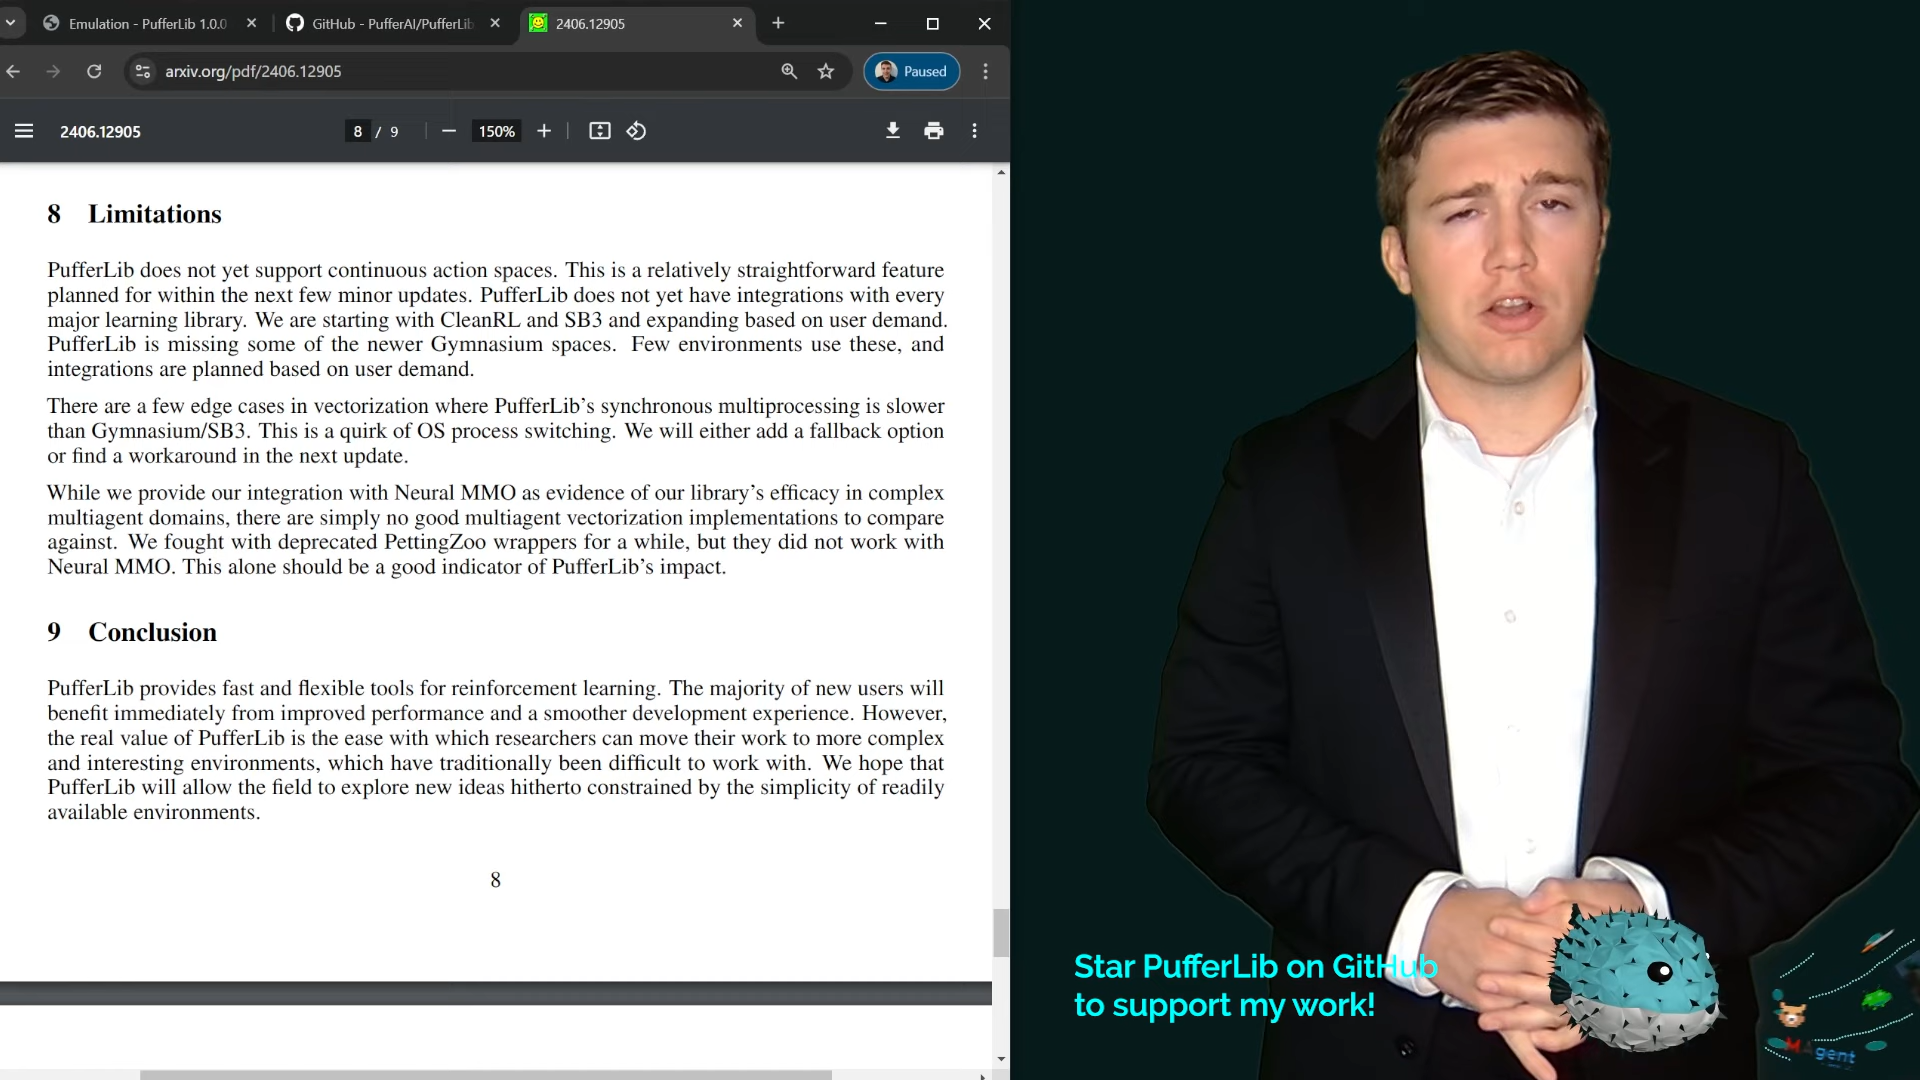 Emulation - PufferLib 1.0.0
GitHub - PufferAI/PufferLib
2406.12905
arxiv.org/pdf/2406.12905
Paused
2406.12905
8 / 9
150%
8 Limitations
PufferLib does not yet support continuous action spaces. This is a relatively straightforward feature
planned for within the next few minor updates. PufferLib does not yet have integrations with every
major learning library. We are starting with CleanRL and SB3 and expanding based on user demand.
PufferLib is missing some of the newer Gymnasium spaces. Few environments use these, and
integrations are planned based on user demand.
There are a few edge cases in vectorization where PufferLib's synchronous multiprocessing is slower
than Gymnasium/SB3. This is a quirk of OS process switching. We will either add a fallback option
or find a workaround in the next update.
While we provide our integration with Neural MMO as evidence of our library's efficacy in complex
multiagent domains, there are simply no good multiagent vectorization implementations to compare
against. We fought with deprecated PettingZoo wrappers for a while, but they did not work with
Neural MMO. This alone should be a good indicator of PufferLib's impact.
9 Conclusion
PufferLib provides fast and flexible tools for reinforcement learning. The majority of new users will
benefit immediately from improved performance and a smoother development experience. However,
the real value of PufferLib is the ease with which researchers can move their work to more complex
and interesting environments, which have traditionally been difficult to work with. We hope that
PufferLib will allow the field to explore new ideas hitherto constrained by the simplicity of readily
available environments.
8
Star PufferLib on GitHub
to support my work!
MAgent